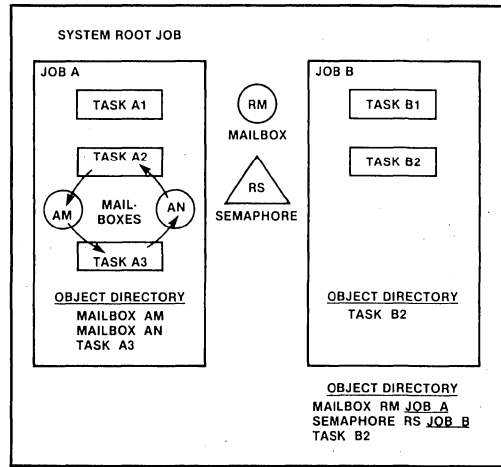 SYSTEM ROOT JOB
JOB A
TASK A1
TASK A2
AM
MAIL-
BOXES
AN
TASK A3
OBJECT DIRECTORY
MAILBOX AM
MAILBOX AN
TASK A3
RM
MAILBOX
RS
SEMAPHORE
JOB B
TASK B1
TASK B2
OBJECT DIRECTORY
TASK B2
OBJECT DIRECTORY
MAILBOX RM JOB A
SEMAPHORE RS JOB B
TASK B2